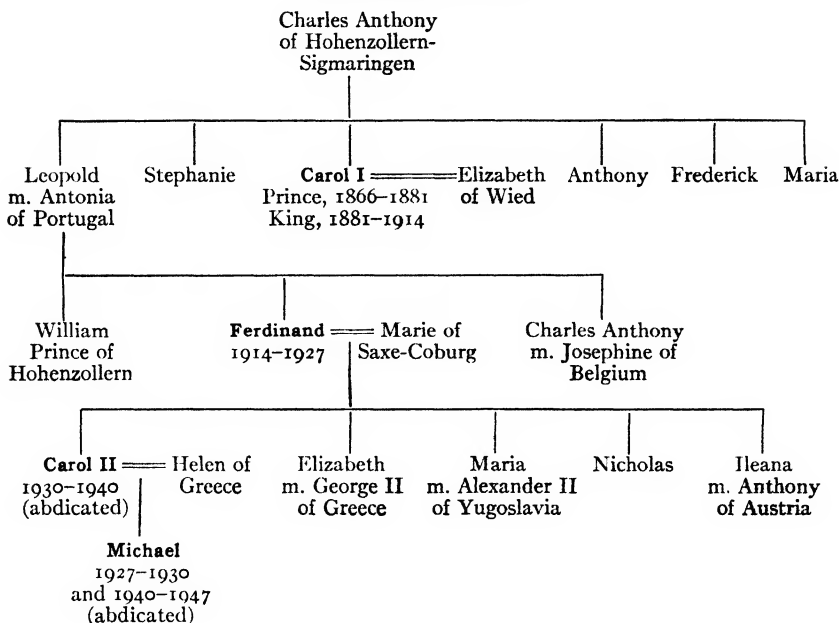 Charles Anthony
of Hohenzollern-
Sigmaringen
Leopold
m. Antonia
of Portugal
Stephanie
Carol I
Prince, 1866–1881
King, 1881–1914
Elizabeth
of Wied
Anthony
Frederick
Maria
William
Prince of
Hohenzollern
Ferdinand
1914–1927
Marie of
Saxe-Coburg
Charles Anthony
m. Josephine of
Belgium
Carol II
1930–1940
(abdicated)
Helen of
Greece
Elizabeth
m. George II
of Greece
Maria
m. Alexander II
of Yugoslavia
Nicholas
Ileana
m. Anthony
of Austria
Michael
1927–1930
and 1940–1947
(abdicated)